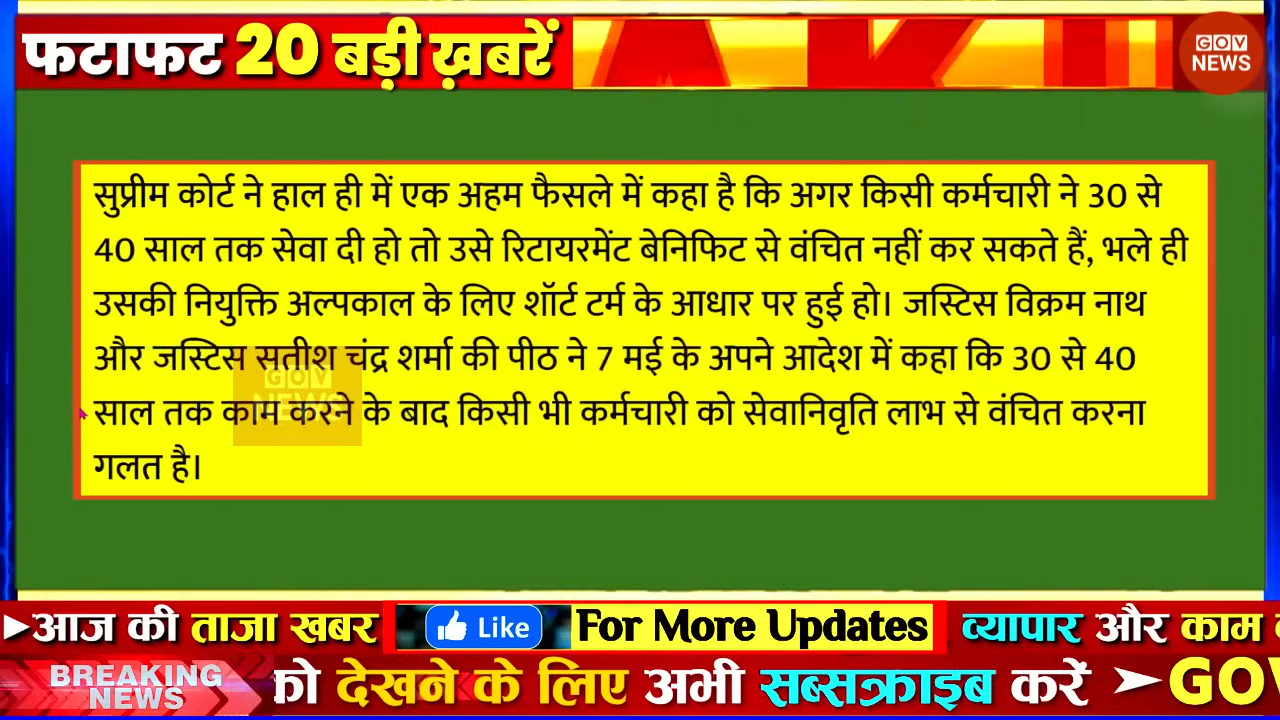 फटाफट 20 बड़ी ख़बरें
GOV
NEWS
सुप्रीम कोर्ट ने हाल ही में एक अहम फैसले में कहा है कि अगर किसी कर्मचारी ने 30 से
40 साल तक सेवा दी हो तो उसे रिटायरमेंट बेनिफिट से वंचित नहीं कर सकते हैं, भले ही
उसकी नियुक्ति अल्पकाल के लिए शॉर्ट टर्म के आधार पर हुई हो। जस्टिस विक्रम नाथ
और जस्टिस सतीश चंद्र शर्मा की पीठ ने 7 मई के अपने आदेश में कहा कि 30 से 40
साल तक काम करने के बाद किसी भी कर्मचारी को सेवानिवृति लाभ से वंचित करना
गलत है।
GOV
NEWS
आज की ताजा खबर Like For More Updates व्यापार और काम
BREAKING
NEWS
को देखने के लिए अभी सब्सक्राइब करें GOV